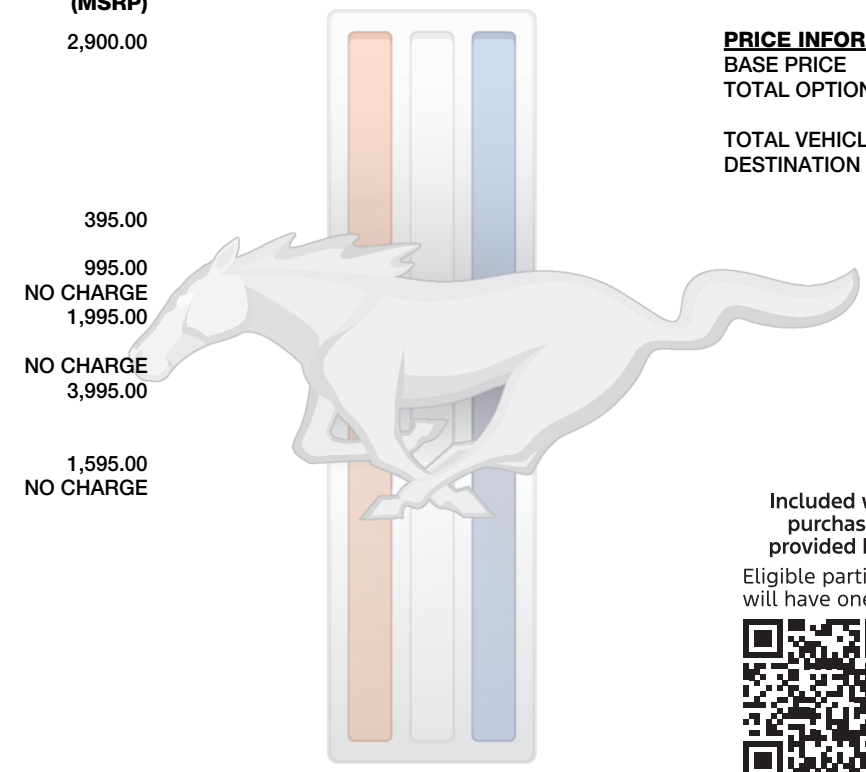 (MSRP)
2,900.00
395.00
995.00
NO CHARGE
1,995.00
NO CHARGE
3,995.00
1,595.00
NO CHARGE
PRICE INFOR
BASE PRICE
TOTAL OPTION
TOTAL VEHICL
DESTINATION
Included w
purchas
provided
Eligible parti
will have one